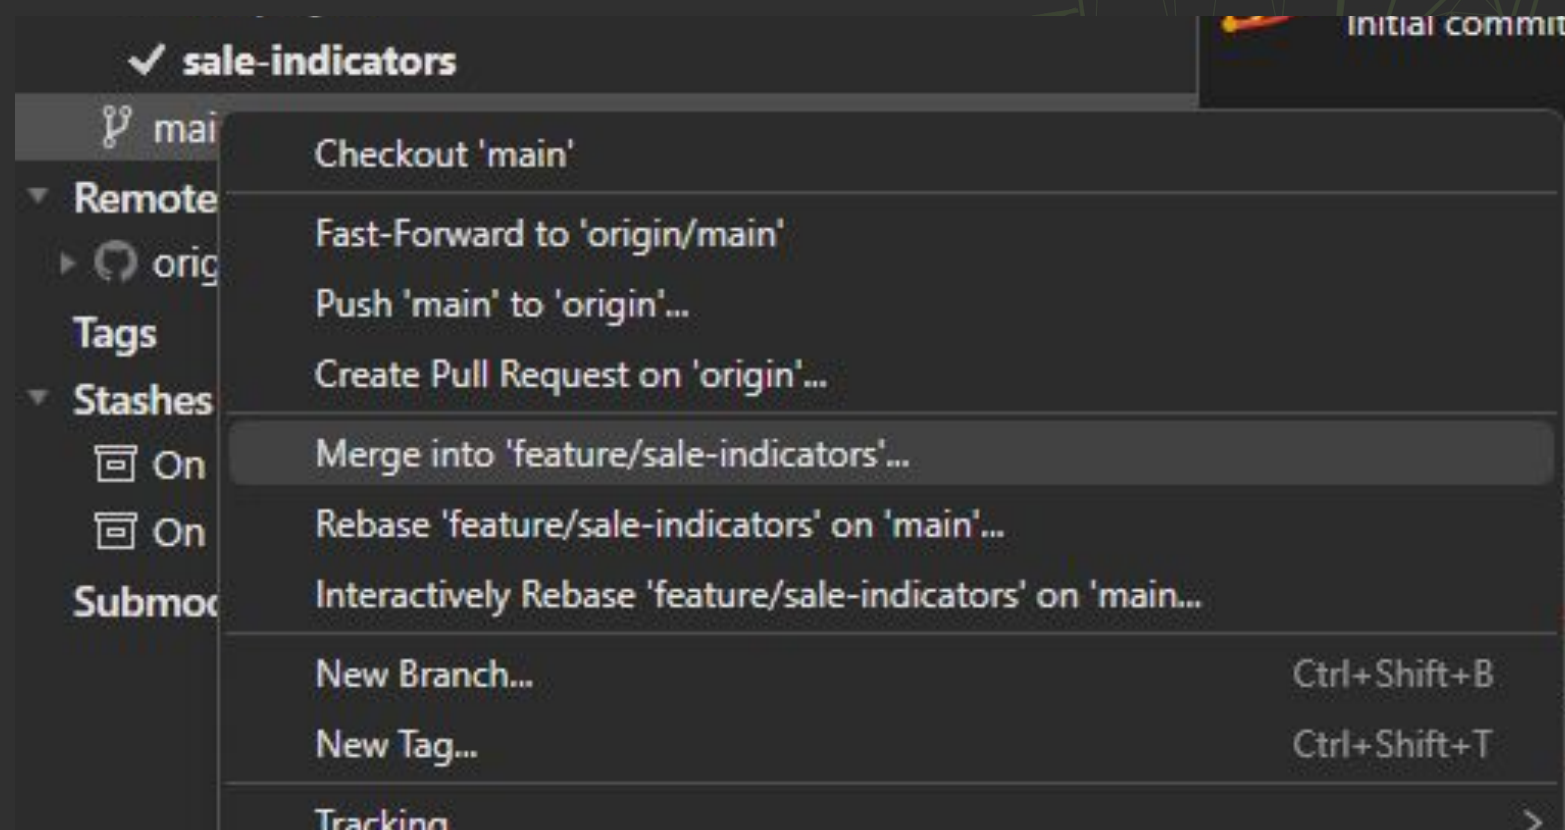 Initial commit
sale-indicators
mai
Checkout 'main'
Remote
Fast-Forward to 'origin/main'
orig
Push 'main' to 'origin'...
Tags
Create Pull Request on 'origin'...
Stashes
Merge into 'feature/sale-indicators'...
On
Rebase 'feature/sale-indicators' on 'main'...
On
Interactively Rebase 'feature/sale-indicators' on 'main...
Submod
New Branch... Ctrl+Shift+B
New Tag... Ctrl+Shift+T
Tracking